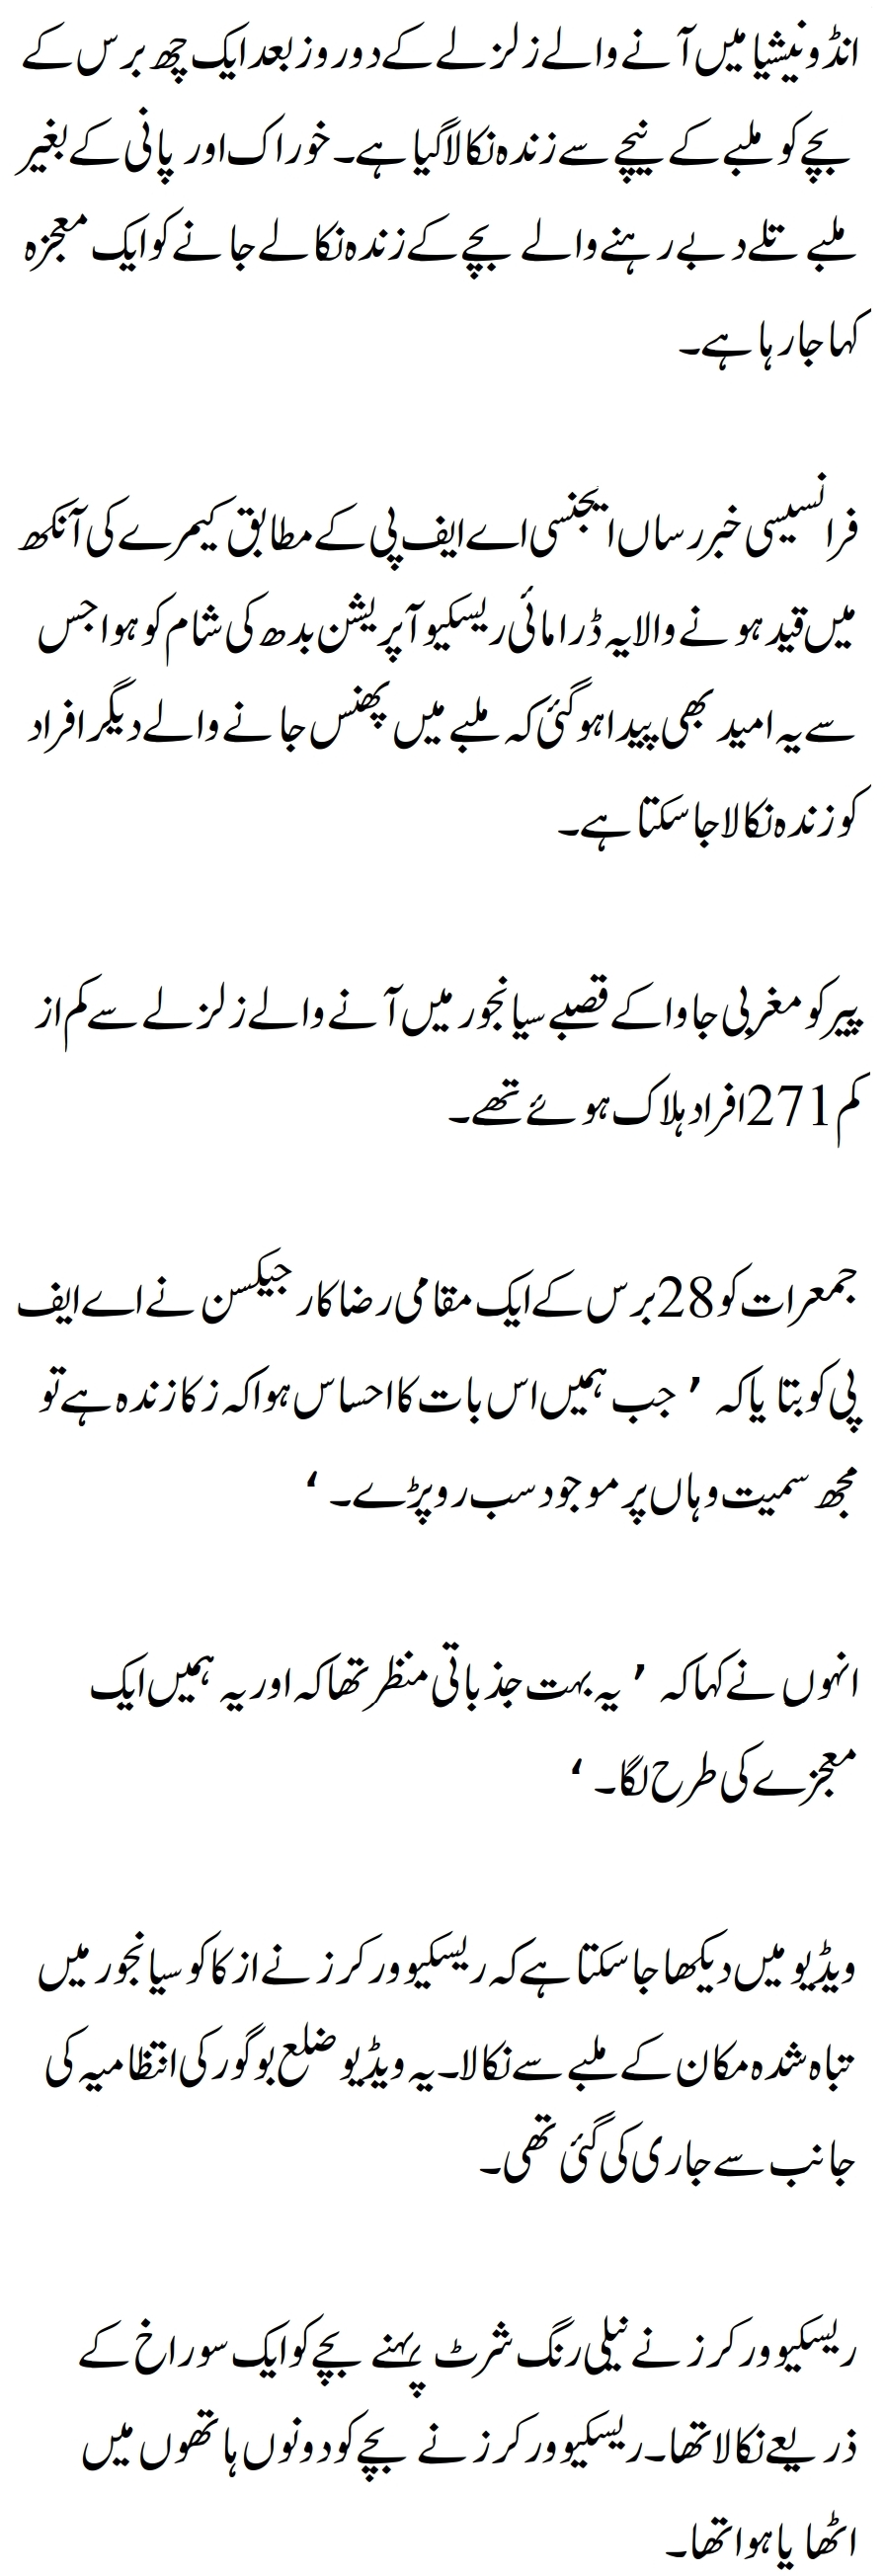 انڈونیشیا میں آنے والے زلزلے کے دو روز بعد ایک چھ برس کے
بچے کو ملبے کے نیچے سے زندہ نکالا گیا ہے۔ خوراک اور پانی کے بغیر
ملبے تلے دبے رہنے والے بچے کے زندہ نکالے جانے کو ایک معجزہ
کہا جا رہا ہے۔
فرانسیسی خبر رساں ایجنسی اے ایف پی کے مطابق کیمرے کی آنکھ
میں قید ہونے والا یہ ڈرامائی ریسکیو آپریشن بدھ کی شام کو ہوا جس
سے یہ امید بھی پیدا ہو گئی کہ ملبے میں پھنس جانے والے دیگر افراد
کو زندہ نکالا جا سکتا ہے۔
پیر کو مغربی جاوا کے قصبے سیانجور میں آنے والے زلزلے سے کم از
کم 271 افراد ہلاک ہوئے تھے۔
جمعرات کو 28 برس کے ایک مقامی رضا کار جیکسن نے اے ایف
پی کو بتایا کہ ’ جب ہمیں اس بات کا احساس ہوا کہ زکا زندہ ہے تو
مجھ سمیت وہاں پر موجود سب رو پڑے۔ ‘
انہوں نے کہا کہ ’ یہ بہت جذباتی منظر تھا کہ اور یہ ہمیں ایک
معجزے کی طرح لگا۔ ‘
ویڈیو میں دیکھا جا سکتا ہے کہ ریسکیو ورکرز نے ازکا کو سیانجور میں
تباہ شدہ مکان کے ملبے سے نکالا۔ یہ ویڈیو ضلع بوگور کی انتظامیہ کی
جانب سے جاری کی گئی تھی۔
ریسکیو ورکرز نے نیلی رنگ شرٹ پہنے بچے کو ایک سوراخ کے
ذریعے نکالا تھا۔ ریسکیو ورکرز نے بچے کو دونوں ہاتھوں میں
اٹھایا ہوا تھا۔